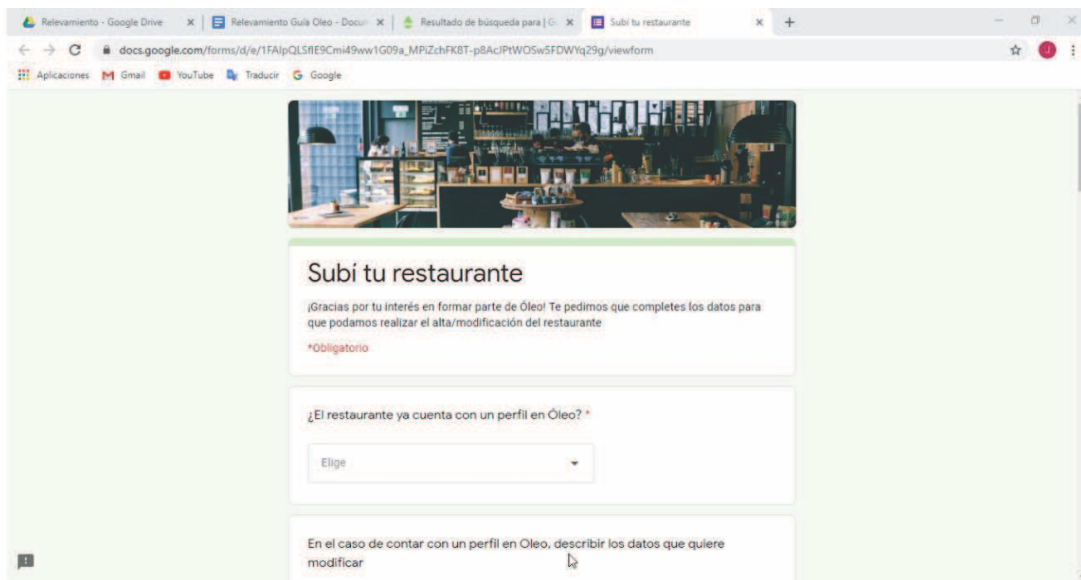 Relevamiento - Google Drive
Relevamiento Guía Oleo - Docun
Resultado de búsqueda para | G
Subí tu restaurante
docs.google.com/forms/d/e/1FAIpQLSflE9Cmi49ww1G09a_MPiZchFK8T-p8AcJPtWOSw5FDWYq29g/viewform
Aplicaciones
Gmail
YouTube
Traducir
Google
Subí tu restaurante
¡Gracias por tu interés en formar parte de Óleo! Te pedimos que completes los datos para
que podamos realizar el alta/modificación del restaurante
*Obligatorio
¿El restaurante ya cuenta con un perfil en Óleo? *
Elige
En el caso de contar con un perfil en Oleo, describir los datos que quiere
modificar